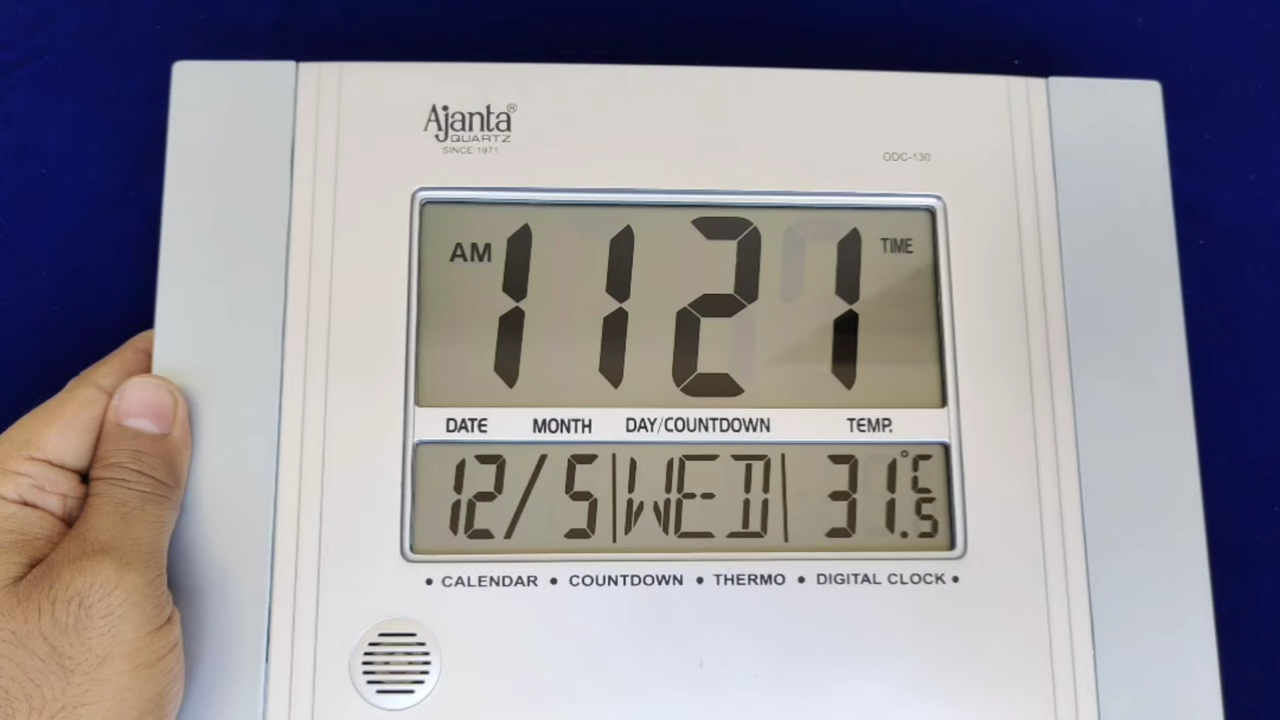 Ajanta®
QUARTZ
SINCE 1971
ODC-130
AM 1121 TIME
DATE MONTH DAY/COUNTDOWN TEMP.
12/ 5|WED| 31.5°C
• CALENDAR • COUNTDOWN • THERMO • DIGITAL CLOCK •